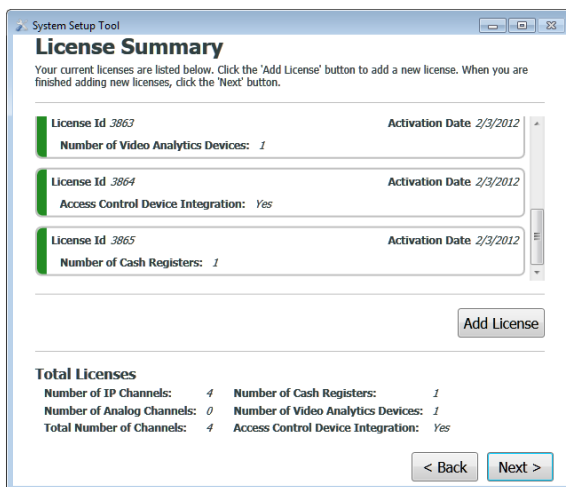 System Setup Tool
License Summary
Your current licenses are listed below. Click the 'Add License' button to add a new license. When you are
finished adding new licenses, click the 'Next' button.
License Id 3863 Activation Date 2/3/2012
Number of Video Analytics Devices: 1
License Id 3864 Activation Date 2/3/2012
Access Control Device Integration: Yes
License Id 3865 Activation Date 2/3/2012
Number of Cash Registers: 1
Add License
Total Licenses
Number of IP Channels: 4 Number of Cash Registers: 1
Number of Analog Channels: 0 Number of Video Analytics Devices: 1
Total Number of Channels: 4 Access Control Device Integration: Yes
< Back Next >